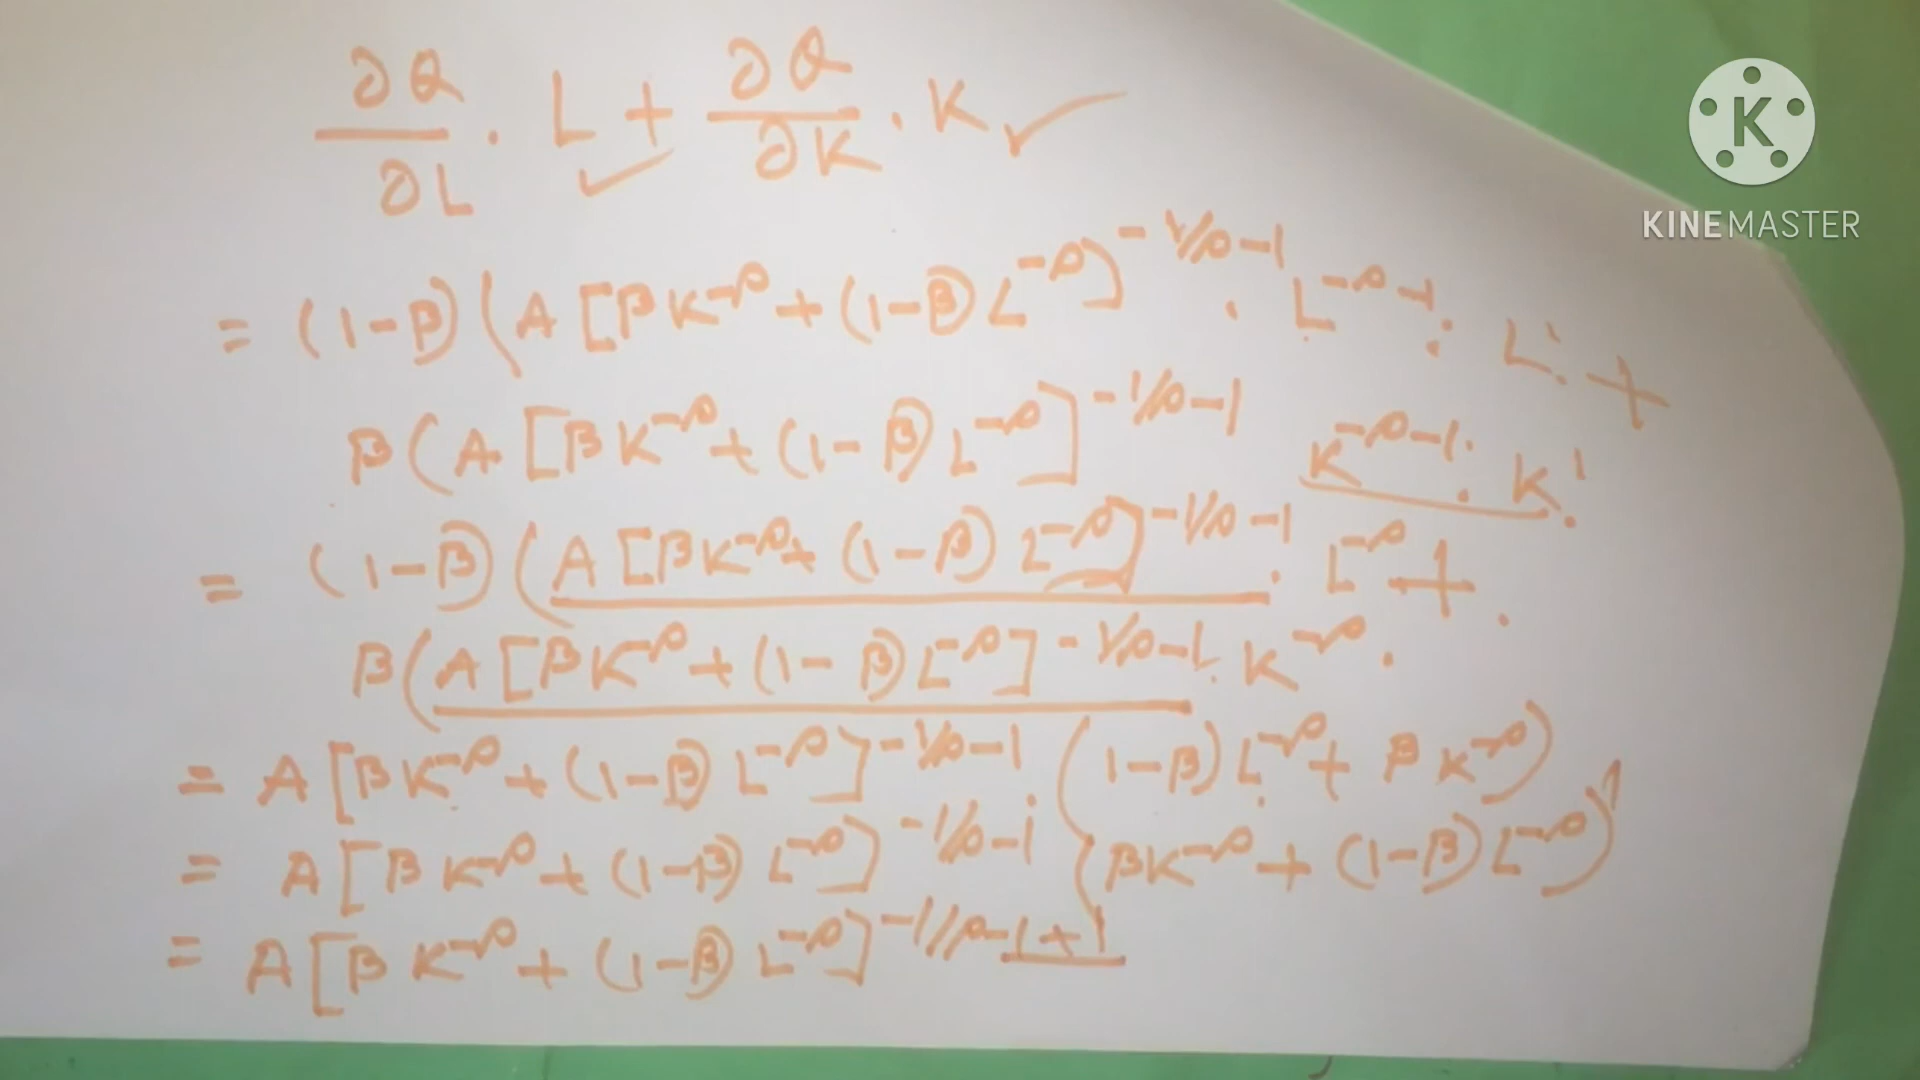 ∂Q/∂L . L + ∂Q/∂K . K ✓
= (1-β) (A [βK^-ρ + (1-β) L^-ρ]^-1/ρ-1 . L^-ρ-1 . L^1 . +
β (A [βK^-ρ + (1-β) L^-ρ]^-1/ρ-1 K^-ρ-1 . K^1 .
= (1-β) (A [βK^-ρ + (1-β) L^-ρ]^-1/ρ-1 . L^-ρ + .
β (A [βK^-ρ + (1-β) L^-ρ]^-1/ρ-1 . K^-ρ .
= A [βK^-ρ + (1-β) L^-ρ]^-1/ρ-1 . (1-β) L^-ρ + βK^-ρ)
= A [βK^-ρ + (1-β) L^-ρ]^-1/ρ-1 (βK^-ρ + (1-β) L^-ρ)^1
= A [βK^-ρ + (1-β) L^-ρ]^-1/ρ-1+1
K
KINEMASTER